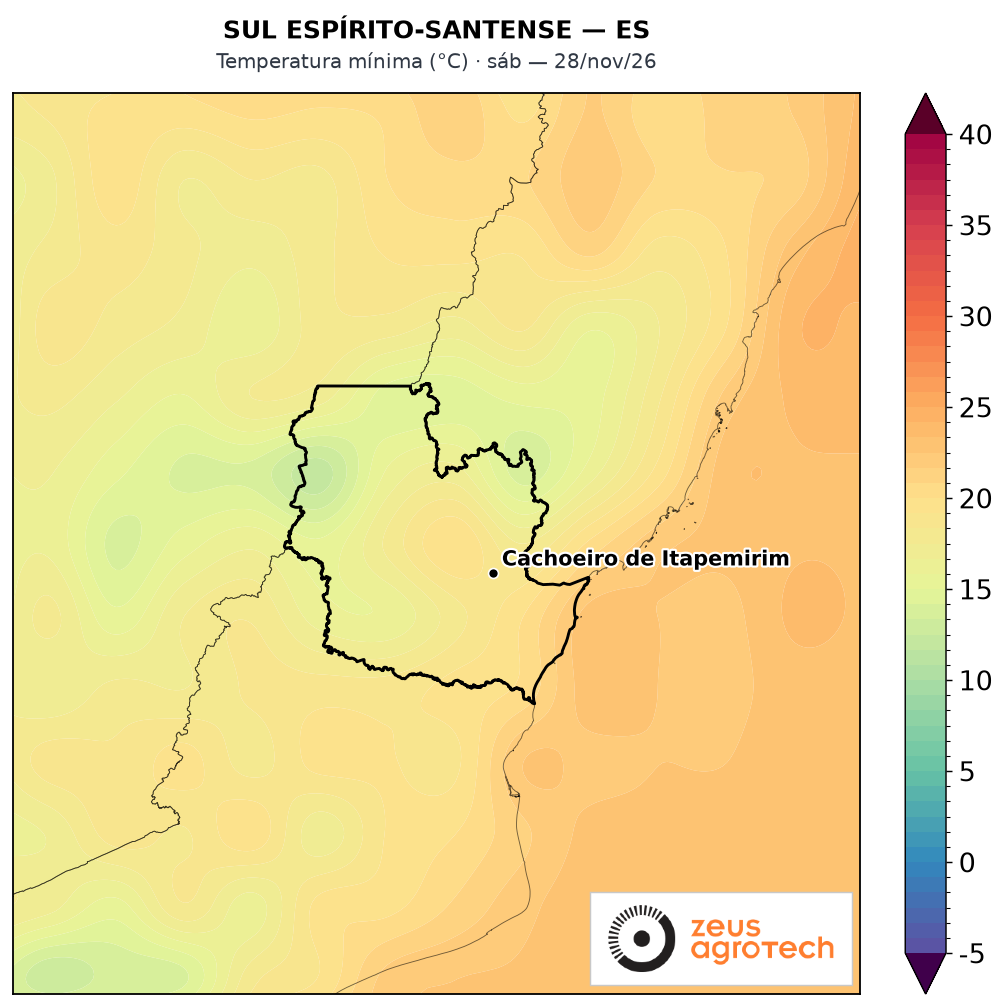 SUL ESPÍRITO-SANTENSE — ES
Temperatura mínima (°C) · sáb — 28/nov/26
40
35
30
25
20
15
10
5
0
-5
Cachoeiro de Itapemirim
zeus
agrotech